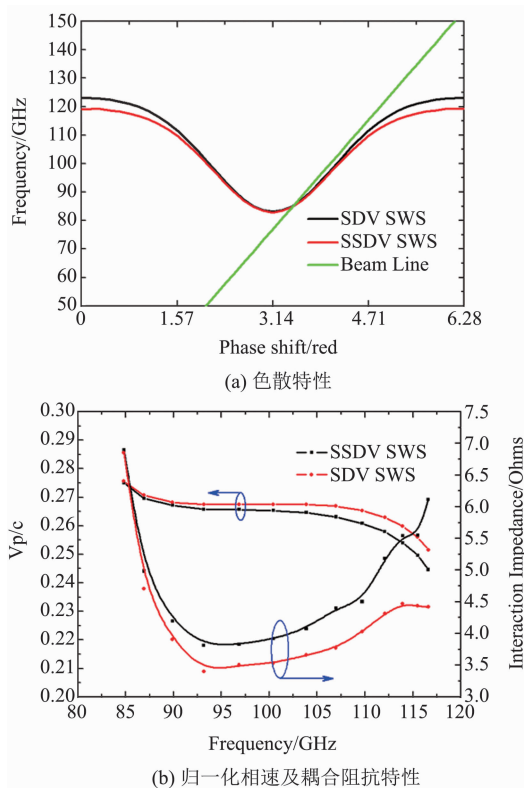 150
140
130
120
110
100
90
80
70
60
50
Frequency/GHz
SDV SWS
SSDV SWS
Beam Line
0 1.57 3.14 4.71 6.28
Phase shift/red
(a) 色散特性
0.30
0.29
0.28
0.27
0.26
0.25
0.24
0.23
0.22
0.21
0.20
Vp/c
SSDV SWS
SDV SWS
7.5
7.0
6.5
6.0
5.5
5.0
4.5
4.0
3.5
3.0
Interaction Impedance/Ohms
80 85 90 95 100 105 110 115 120
Frequency/GHz
(b) 归一化相速及耦合阻抗特性